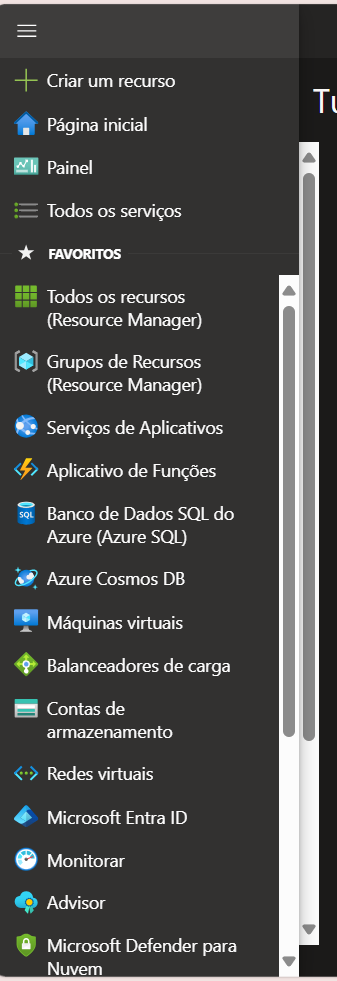 Tu
Criar um recurso
Página inicial
Painel
Todos os serviços
FAVORITOS
Todos os recursos
(Resource Manager)
Grupos de Recursos
(Resource Manager)
Serviços de Aplicativos
Aplicativo de Funções
SQL
Banco de Dados SQL do
Azure (Azure SQL)
Azure Cosmos DB
Máquinas virtuais
Balanceadores de carga
Contas de
armazenamento
Redes virtuais
Microsoft Entra ID
Monitorar
Advisor
Microsoft Defender para
Nuvem